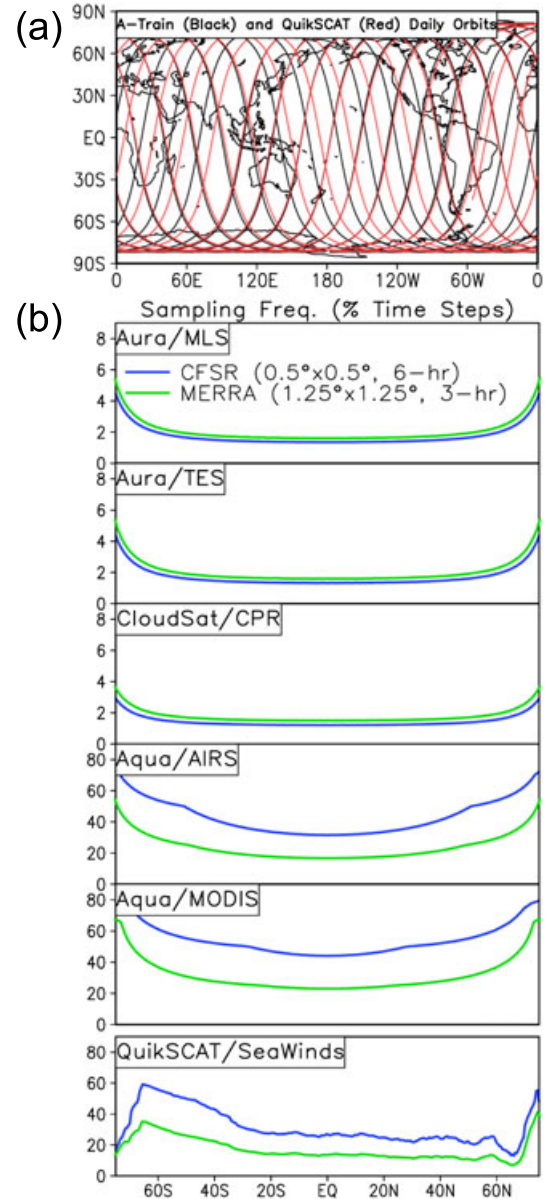 (a)
A-Train (Black) and QuikSCAT (Red) Daily Orbits
90N
60N
30N
EQ
30S
60S
90S
0 60E 120E 180 120W 60W 0
(b)
Sampling Freq. (% Time Steps)
Aura/MLS
CFSR (0.5°x0.5°, 6-hr)
MERRA (1.25°x1.25°, 3-hr)
8
6
4
2
0
Aura/TES
8
6
4
2
0
CloudSat/CPR
8
6
4
2
0
Aqua/AIRS
80
60
40
20
0
Aqua/MODIS
80
60
40
20
0
QuikSCAT/SeaWinds
80
60
40
20
0
60S 40S 20S EQ 20N 40N 60N